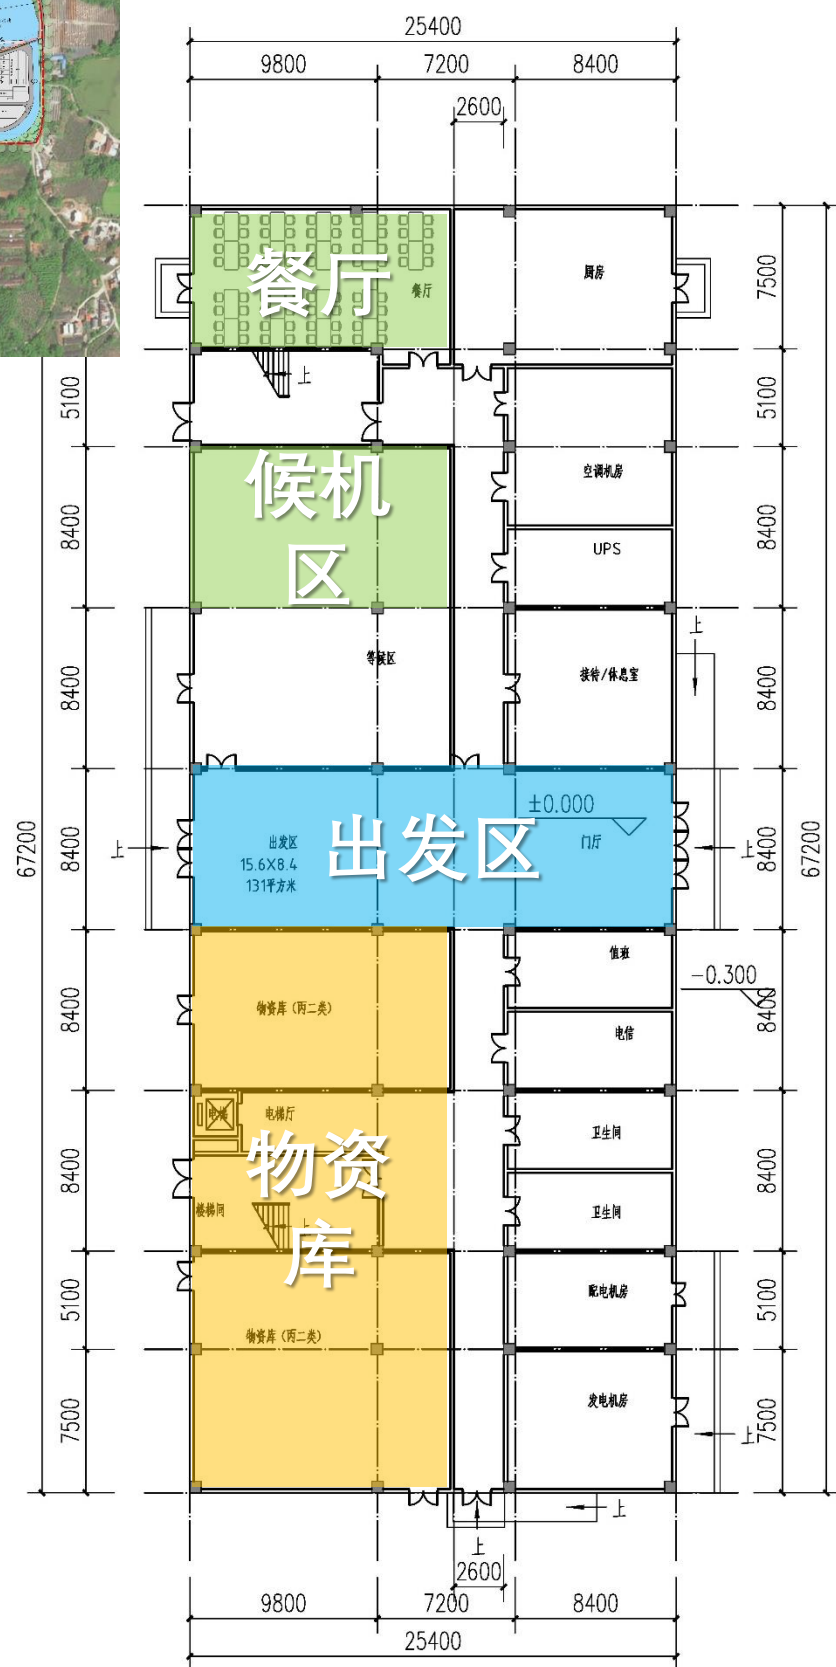 25400
9800 7200 8400
2600
餐厅
餐厅
厨房
7500
上
5100
候机
区
空调机房
8400
8400
UPS
上
等候区
接待/休息室
8400
8400
±0.000
出发区
出发区
15.6X8.4
131平方米
门厅
上
上
8400
8400
67200
67200
值班
-0.300
物资库（丙二类）
8400
8400
电信
电梯
电梯厅
卫生间
物资
库
8400
8400
楼梯间
上
卫生间
配电机房
5100
5100
物资库（丙二类）
发电机房
7500
7500
上
上
上
2600
9800 7200 8400
25400